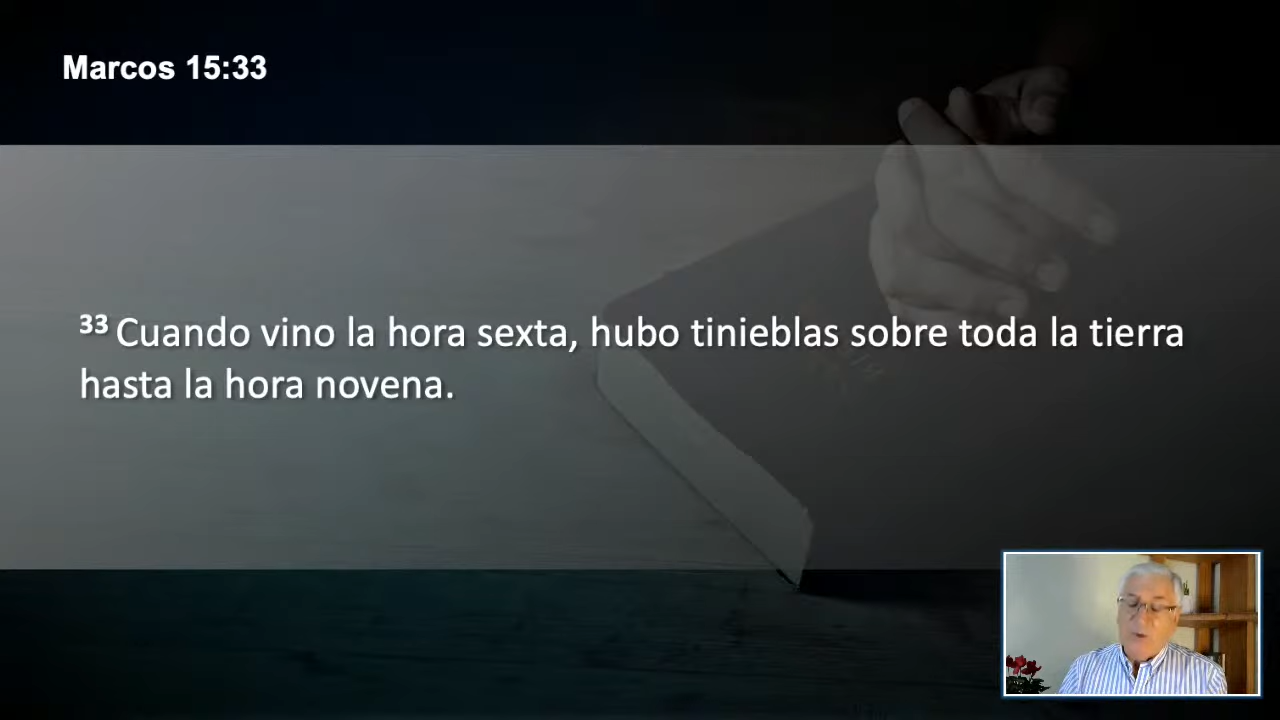 Marcos 15:33
33 Cuando vino la hora sexta, hubo tinieblas sobre toda la tierra
hasta la hora novena.